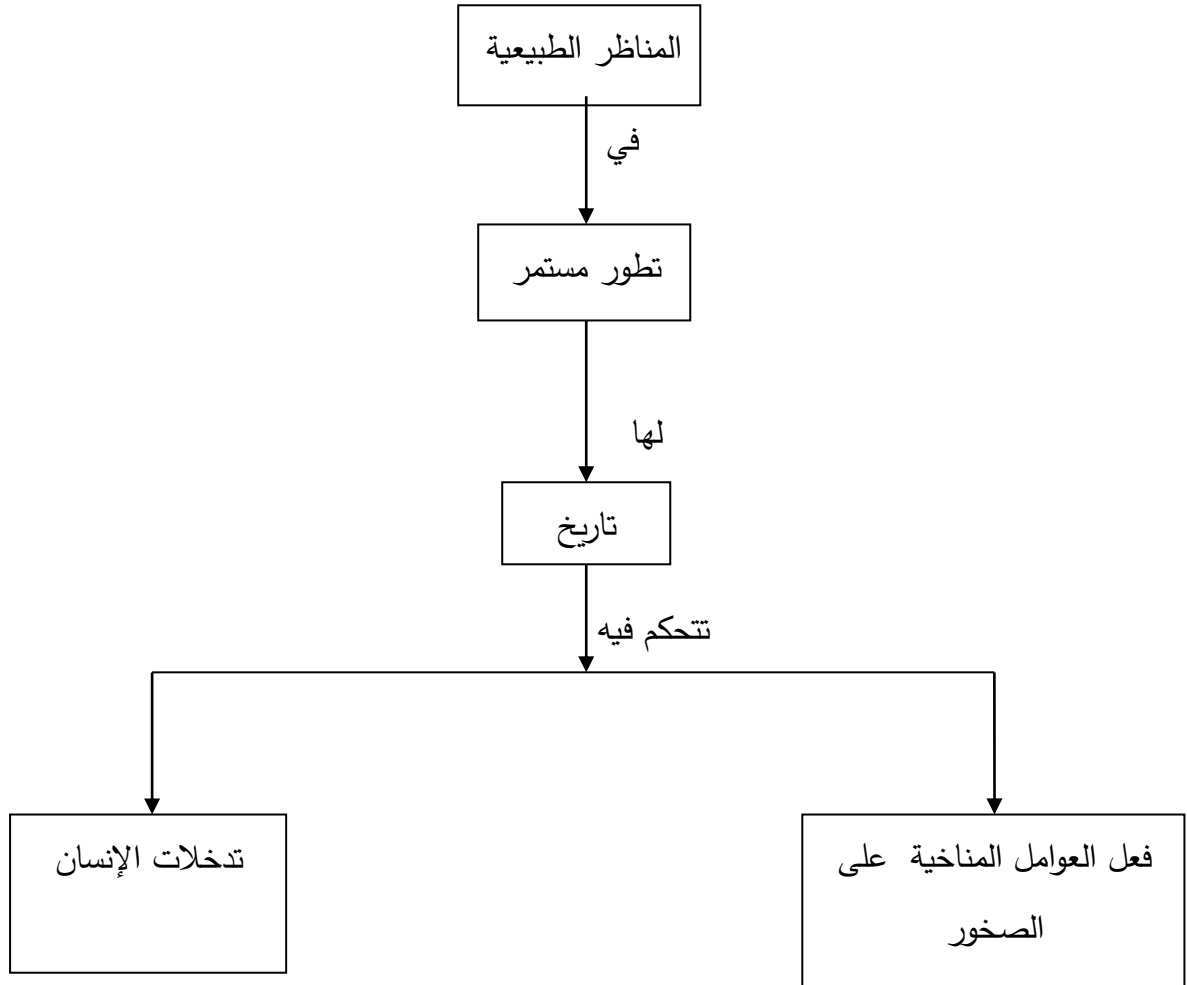 المناظر الطبيعية
في
تطور مستمر
لها
تاريخ
تتحكم فيه
فعل العوامل المناخية على
الصخور
تدخلات الإنسان